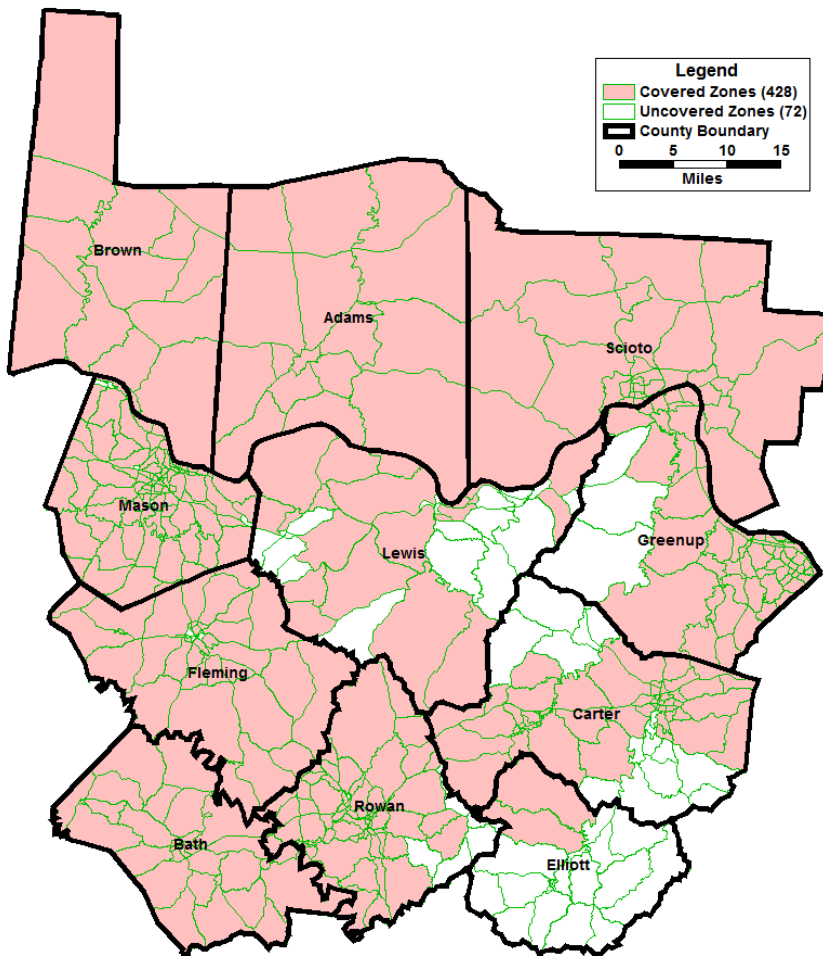 Legend
Covered Zones (428)
Uncovered Zones (72)
County Boundary
0 5 10 15
Miles
Brown
Adams
Scioto
Mason
Lewis
Greenup
Fleming
Carter
Rowan
Bath
Elliott